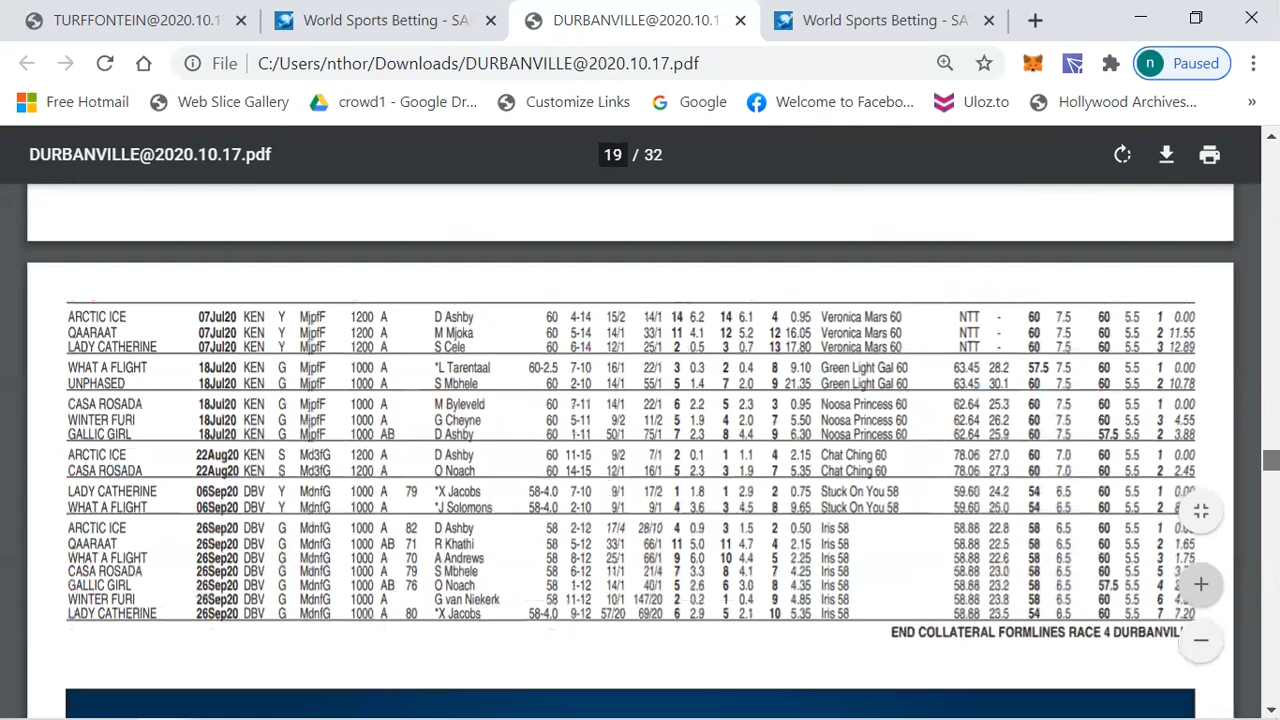 TURFFONTEIN@2020.10.1 World Sports Betting - SA DURBANVILLE@2020.10.1 World Sports Betting - SA
File C:/Users/nthor/Downloads/DURBANVILLE@2020.10.17.pdf n Paused
Free Hotmail Web Slice Gallery crowd1 - Google Dr... Customize Links Google Welcome to Facebo... Uloz.to Hollywood Archives... »
DURBANVILLE@2020.10.17.pdf 19 / 32
ARCTIC ICE 07Jul20 KEN Y MjpfF 1200 A D Ashby 60 4-14 15/2 14/1 14 6.2 14 6.1 4 0.95 Veronica Mars 60 NTT - 60 7.5 60 5.5 1 0.00
QAARAAT 07Jul20 KEN Y MjpfF 1200 A M Mjoka 60 5-14 14/1 33/1 11 4.1 12 5.2 12 16.05 Veronica Mars 60 NTT - 60 7.5 60 5.5 2 11.55
LADY CATHERINE 07Jul20 KEN Y MjpfF 1200 A S Cele 60 6-14 12/1 25/1 2 0.5 3 0.7 13 17.80 Veronica Mars 60 NTT - 60 7.5 60 5.5 3 12.89
WHAT A FLIGHT 18Jul20 KEN G MjpfF 1000 A *L Tarentaal 60-2.5 7-10 16/1 22/1 3 0.3 2 0.4 8 9.10 Green Light Gal 60 63.45 28.2 57.5 7.5 60 5.5 1 0.00
UNPHASED 18Jul20 KEN G MjpfF 1000 A S Mbhele 60 2-10 14/1 55/1 5 1.4 7 2.0 9 21.35 Green Light Gal 60 63.45 30.1 60 7.5 60 5.5 2 10.78
CASA ROSADA 18Jul20 KEN G MjpfF 1000 A M Byleveld 60 7-11 14/1 22/1 6 2.2 5 2.3 3 0.95 Noosa Princess 60 62.64 25.3 60 7.5 60 5.5 1 0.00
WINTER FURI 18Jul20 KEN G MjpfF 1000 A G Cheyne 60 5-11 9/2 11/2 5 1.9 4 2.0 7 5.50 Noosa Princess 60 62.64 26.2 60 7.5 60 5.5 3 4.55
GALLIC GIRL 18Jul20 KEN G MjpfF 1000 AB D Ashby 60 1-11 50/1 75/1 7 2.3 8 4.4 9 6.30 Noosa Princess 60 62.64 25.9 60 7.5 57.5 5.5 2 3.88
ARCTIC ICE 22Aug20 KEN S Md3fG 1200 A D Ashby 60 11-15 9/2 7/1 2 0.1 1 1.1 4 2.15 Chat Ching 60 78.06 27.0 60 7.0 60 5.5 1 0.00
CASA ROSADA 22Aug20 KEN S Md3fG 1200 A O Noach 60 14-15 12/1 16/1 5 2.3 3 1.9 7 5.35 Chat Ching 60 78.06 27.3 60 7.0 60 5.5 2 2.45
LADY CATHERINE 06Sep20 DBV Y MdnfG 1000 A 79 *X Jacobs 58-4.0 7-10 9/1 17/2 1 1.8 1 2.9 2 0.75 Stuck On You 58 59.60 24.2 54 6.5 60 5.5 1
WHAT A FLIGHT 06Sep20 DBV Y MdnfG 1000 A *J Solomons 58-4.0 2-10 9/1 9/1 4 3.6 3 4.5 8 9.65 Stuck On You 58 59.60 25.0 54 6.5 60 5.5 2
ARCTIC ICE 26Sep20 DBV G MdnfG 1000 A 82 D Ashby 58 2-12 17/4 28/10 4 0.9 3 1.5 2 0.50 Iris 58 58.88 22.8 58 6.5 60 5.5 1
QAARAAT 26Sep20 DBV G MdnfG 1000 AB 71 R Khathi 58 5-12 33/1 66/1 11 5.0 11 4.7 4 2.15 Iris 58 58.88 22.5 58 6.5 60 5.5 2 1.65
WHAT A FLIGHT 26Sep20 DBV G MdnfG 1000 A 70 A Andrews 58 8-12 25/1 66/1 9 6.0 10 4.4 5 2.25 Iris 58 58.88 22.6 58 6.5 60 5.5 3 1.75
CASA ROSADA 26Sep20 DBV G MdnfG 1000 A 79 S Mbhele 58 6-12 11/1 21/4 7 3.3 8 4.1 7 4.25 Iris 58 58.88 23.0 58 6.5 60 5.5
GALLIC GIRL 26Sep20 DBV G MdnfG 1000 AB 76 O Noach 58 1-12 14/1 40/1 5 2.6 6 3.0 8 4.35 Iris 58 58.88 23.2 58 6.5 57.5 5.5
WINTER FURI 26Sep20 DBV G MdnfG 1000 A G van Niekerk 58 11-12 10/1 147/20 2 0.2 1 0.4 9 4.85 Iris 58 58.88 23.8 58 6.5 60 5.5 6
LADY CATHERINE 26Sep20 DBV G MdnfG 1000 A 80 *X Jacobs 58-4.0 9-12 57/20 69/20 6 2.9 5 2.1 10 5.35 Iris 58 58.88 23.5 54 6.5 60 5.5 7 7.20
END COLLATERAL FORMLINES RACE 4 DURBANVILLE